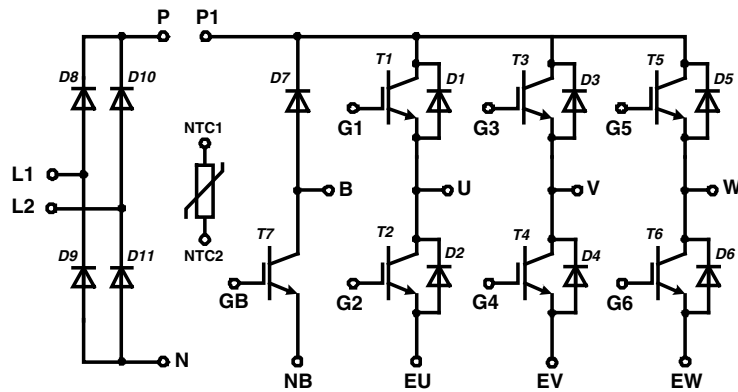 P P1
D8 D10 D7 T1 D1 T3 D3 T5 D5
G1 G3 G5
NTC1
L1 B U V W
L2
T7 T2 T4 T6
D9 D11 NTC2 D2 D4 D6
GB G2 G4 G6
N NB EU EV EW